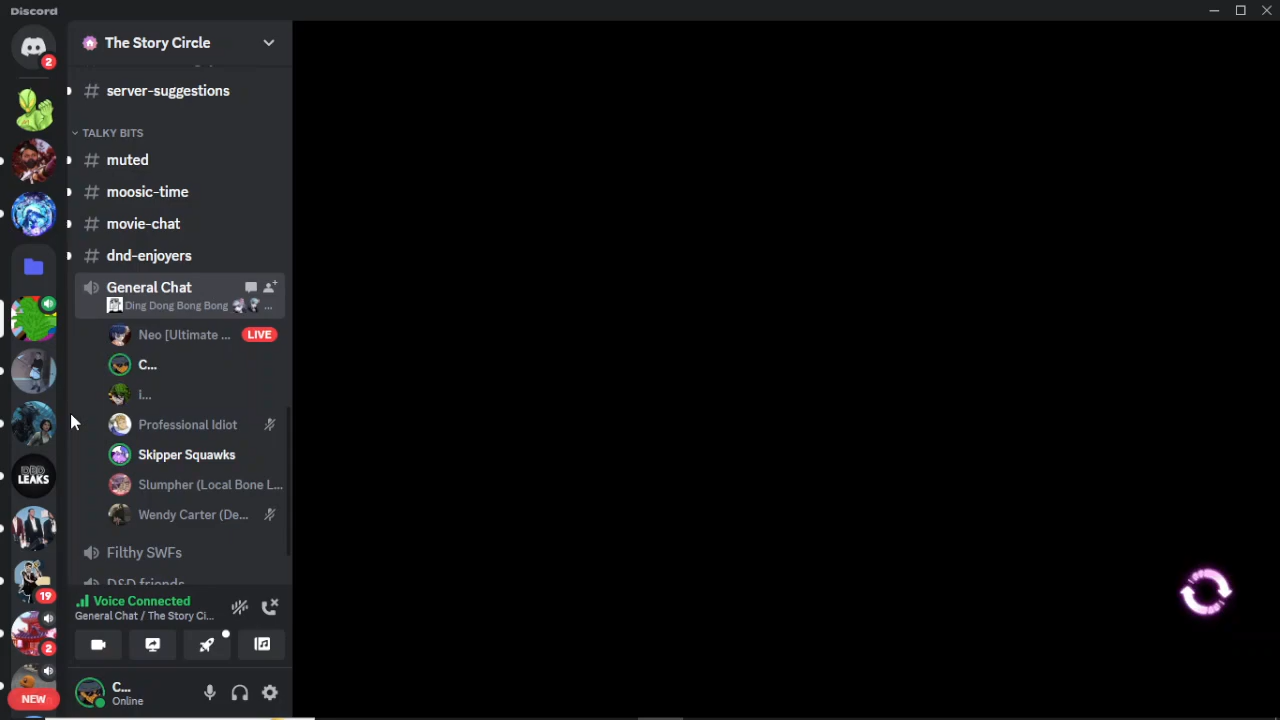 Discord
The Story Circle
2
# server-suggestions
TALKY BITS
# muted
# moosic-time
# movie-chat
# dnd-enjoyers
General Chat
Ding Dong Bong Bong ...
Neo [Ultimate ... LIVE
C...
i...
Professional Idiot
DBD
LEAKS
Skipper Squawks
Slumpher (Local Bone L...
Wendy Carter (De...
Filthy SWFs
D&D friends
19
Voice Connected
General Chat / The Story Ci...
2
C...
Online
NEW